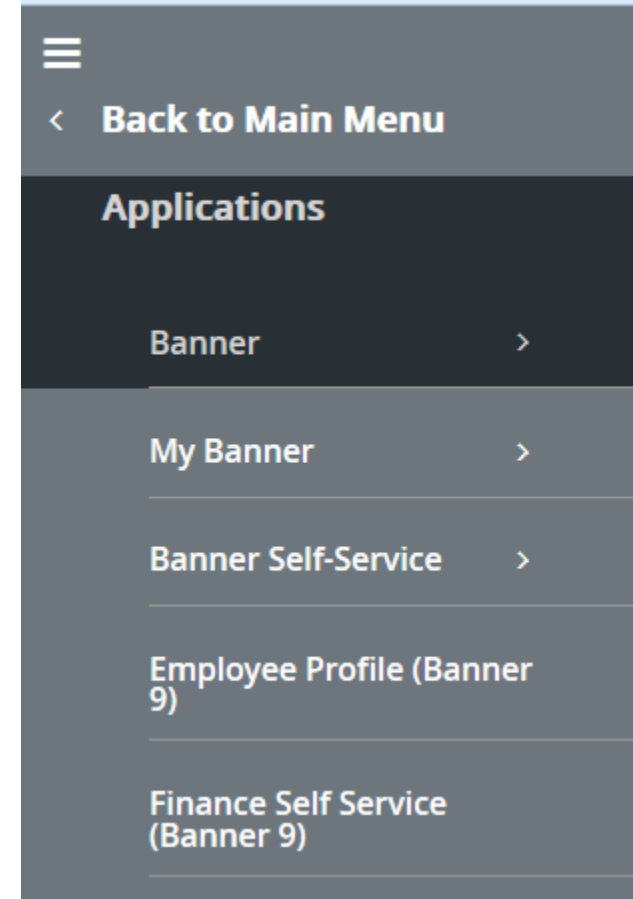 Back to Main Menu
Applications
Banner
My Banner
Banner Self-Service
Employee Profile (Banner
9)
Finance Self Service
(Banner 9)